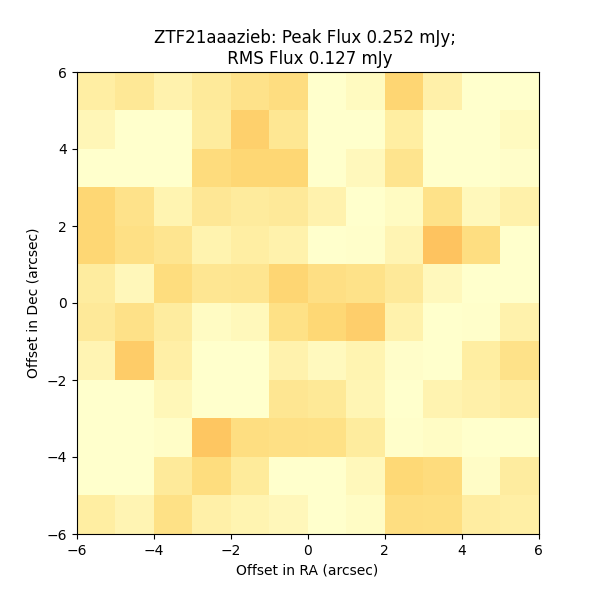 ZTF21aaazieb: Peak Flux 0.252 mJy;
RMS Flux 0.127 mJy
6
4
2
0
−2
−4
−6
Offset in Dec (arcsec)
−6 −4 −2 0 2 4 6
Offset in RA (arcsec)